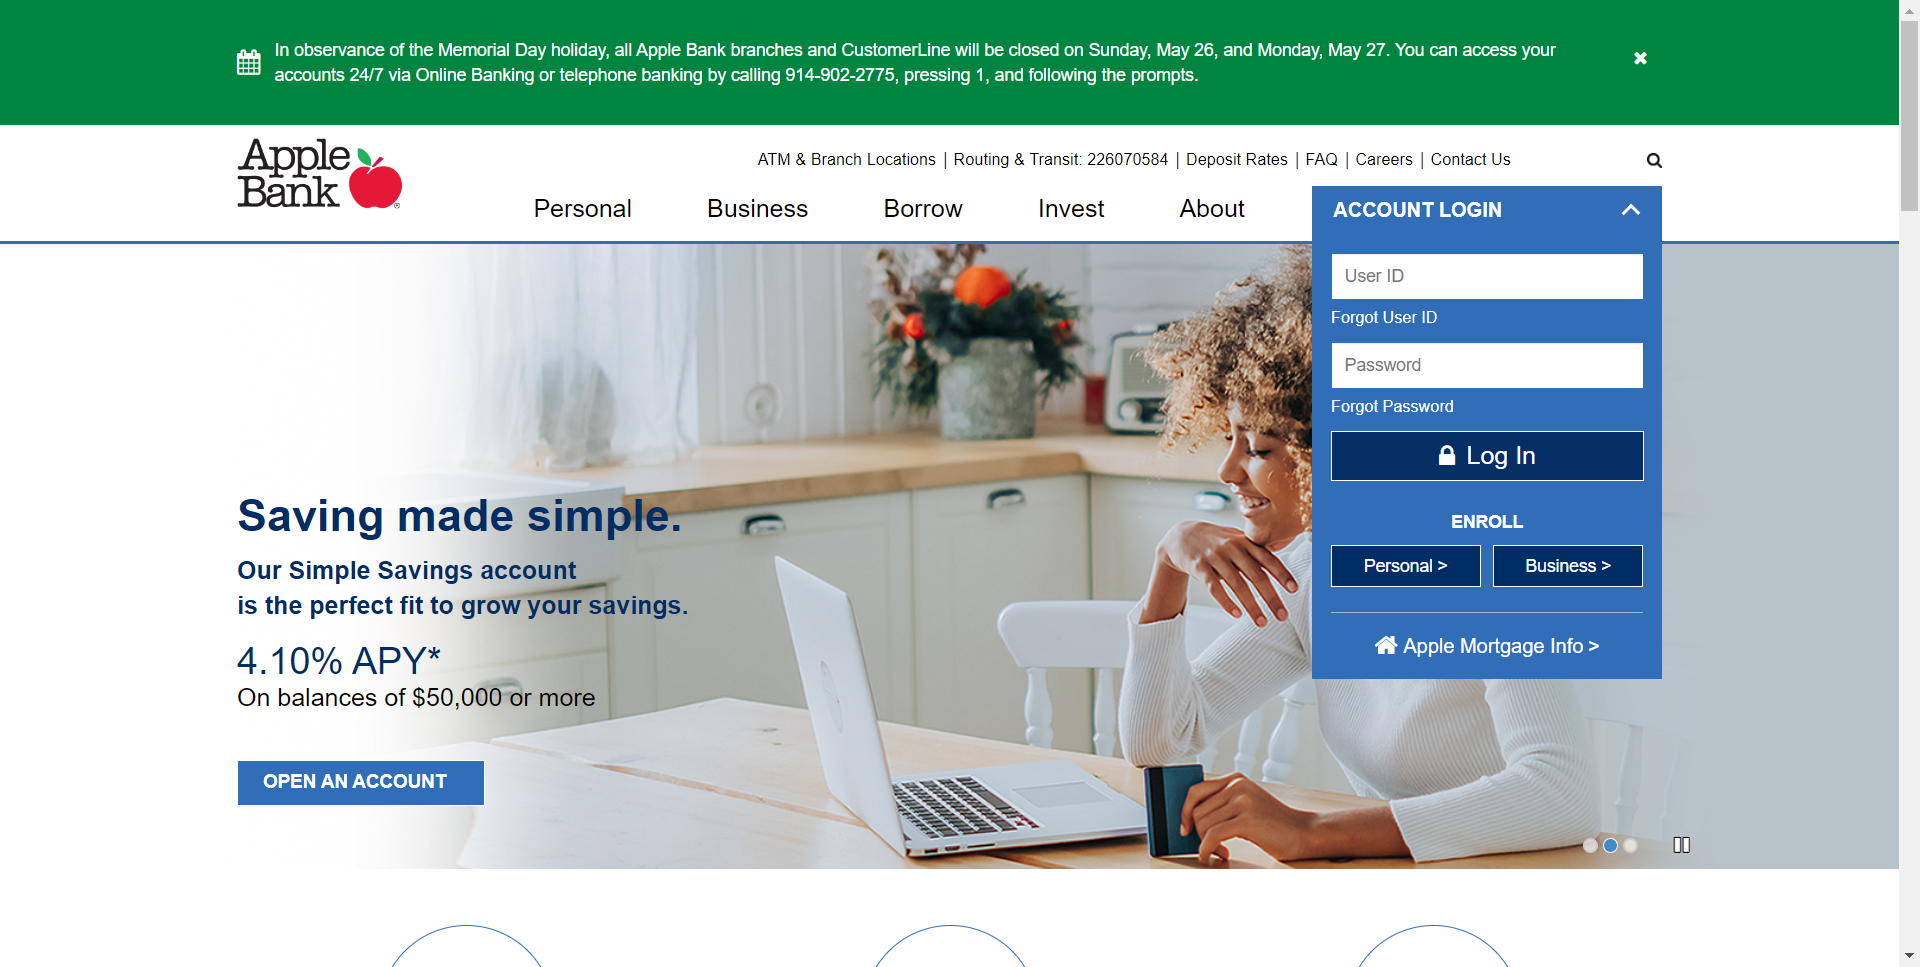 In observance of the Memorial Day holiday, all Apple Bank branches and CustomerLine will be closed on Sunday, May 26, and Monday, May 27. You can access your
accounts 24/7 via Online Banking or telephone banking by calling 914-902-2775, pressing 1, and following the prompts.
Apple
Bank
ATM & Branch Locations | Routing & Transit: 226070584 | Deposit Rates | FAQ | Careers | Contact Us
Personal Business Borrow Invest About
ACCOUNT LOGIN
User ID
Forgot User ID
Password
Forgot Password
Log In
ENROLL
Personal > Business >
Apple Mortgage Info >
Saving made simple.
Our Simple Savings account
is the perfect fit to grow your savings.
4.10% APY*
On balances of $50,000 or more
OPEN AN ACCOUNT